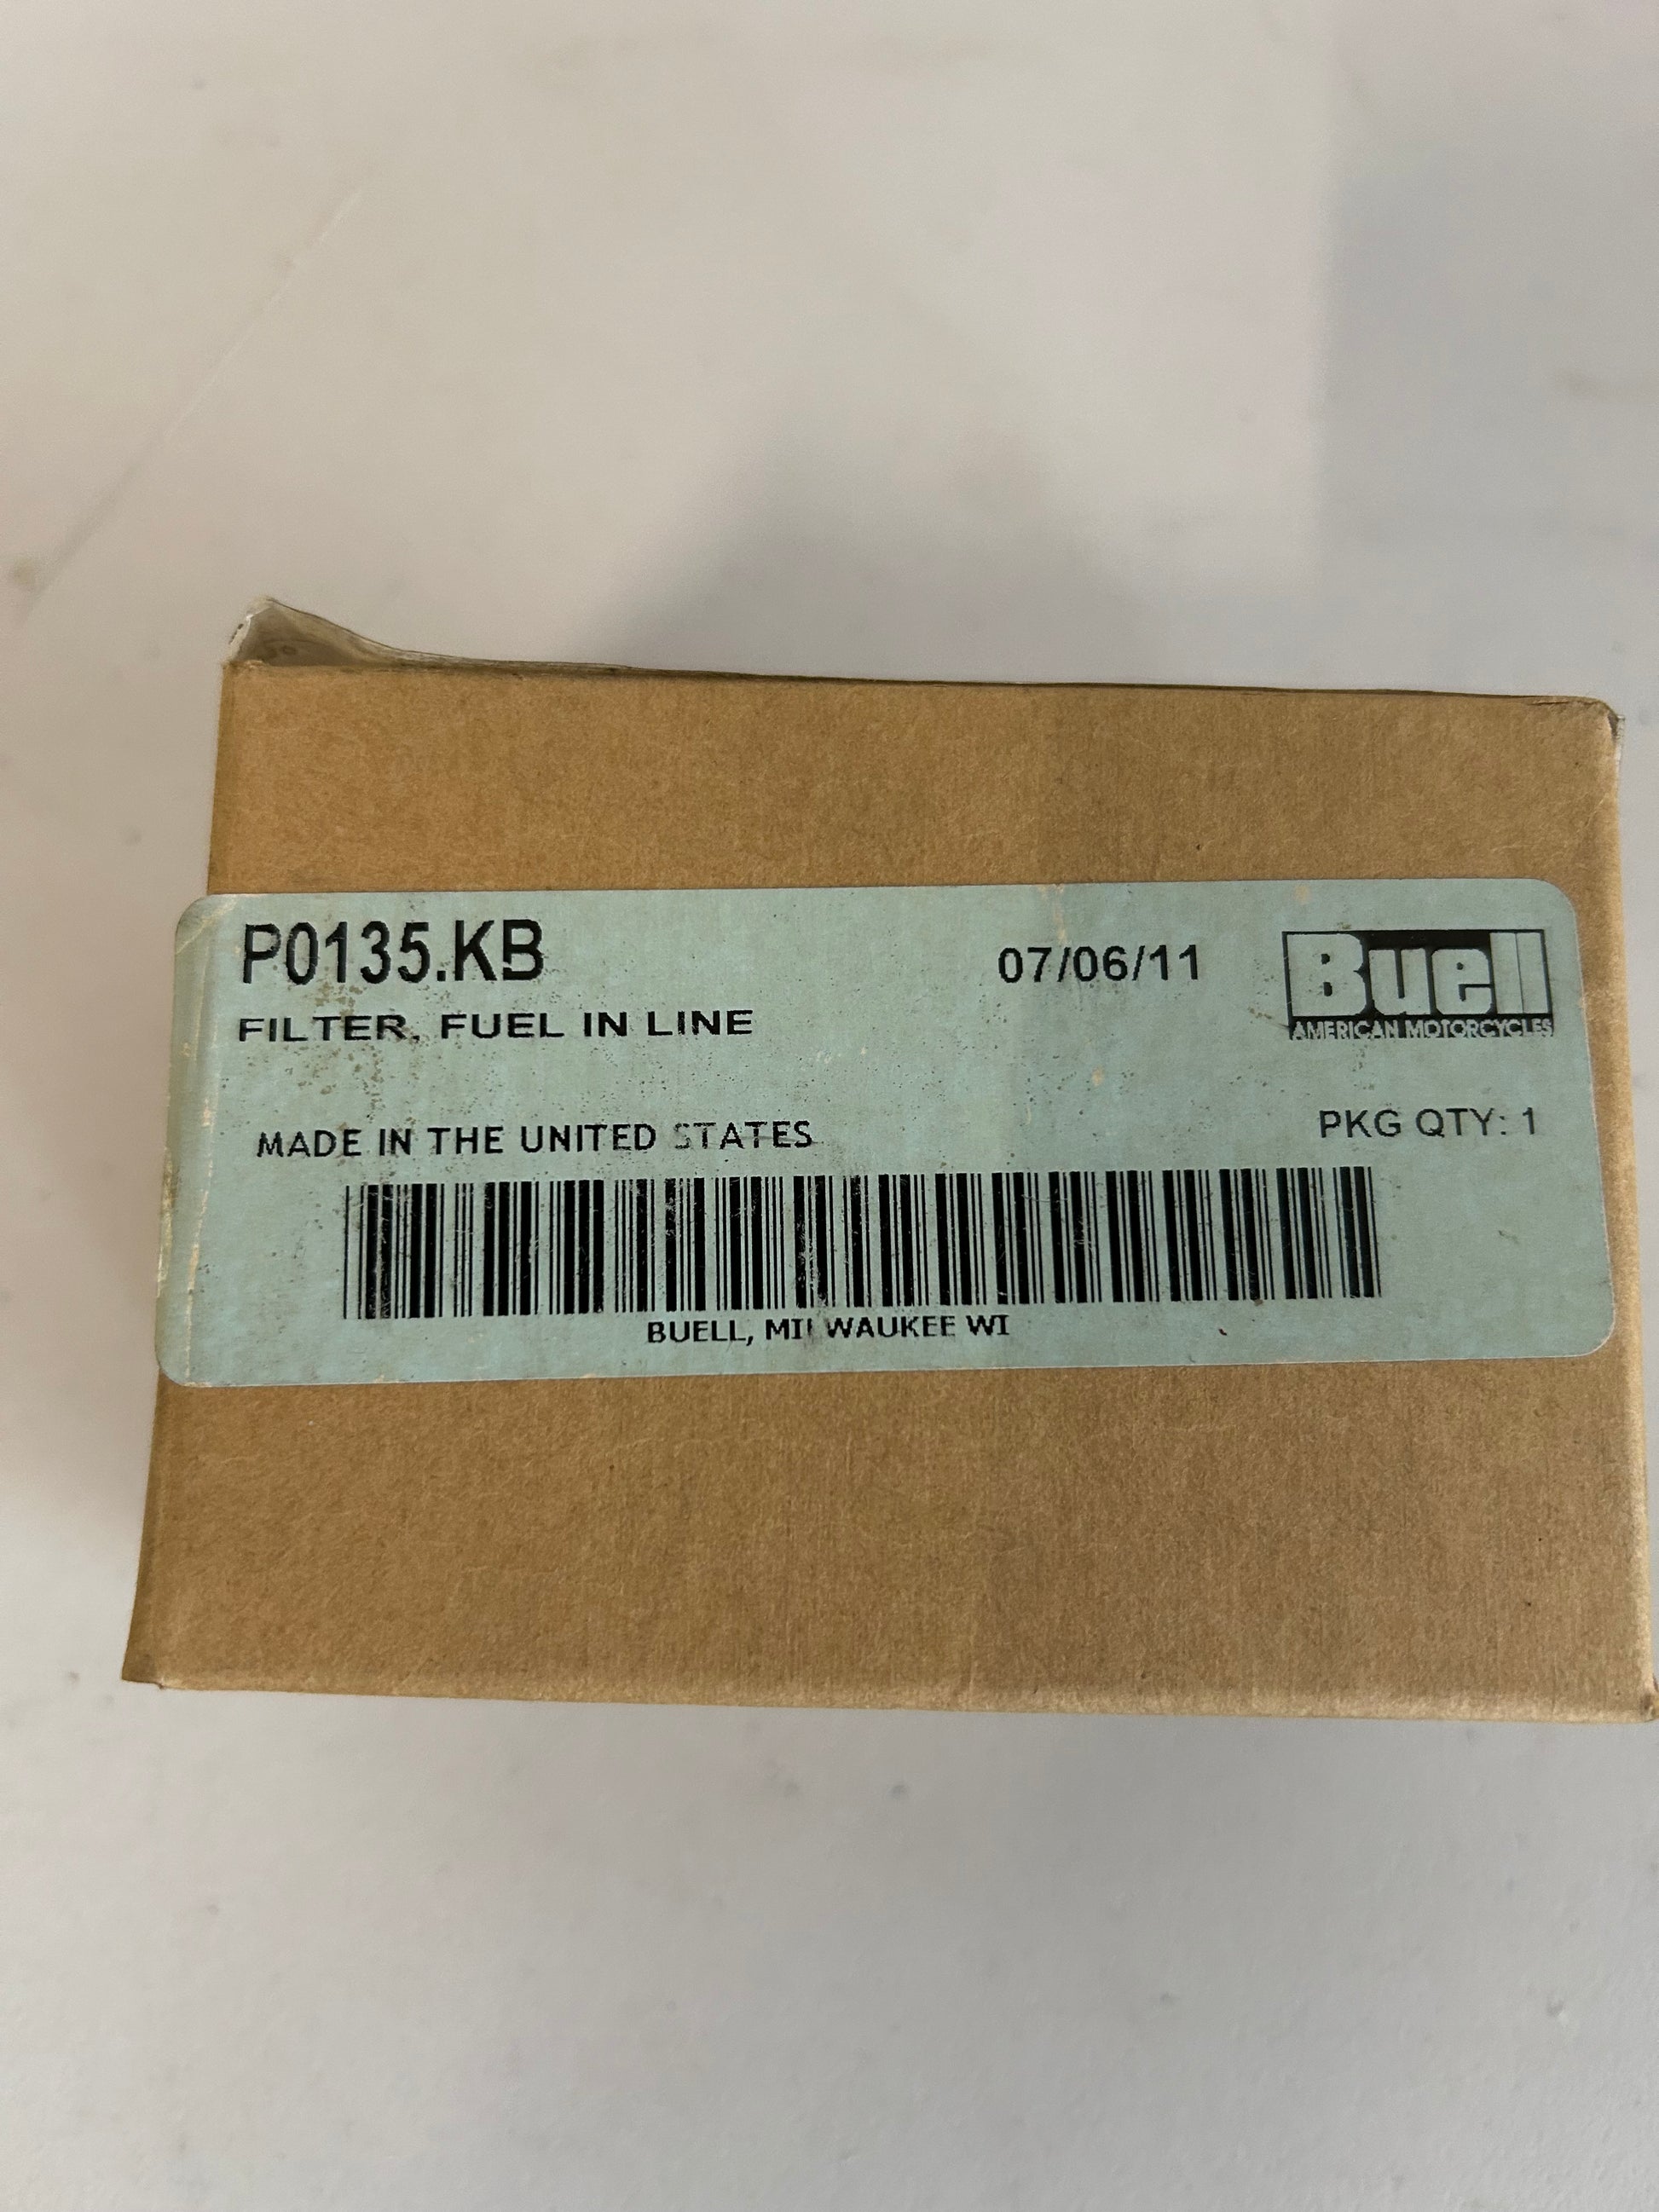 P0135.KB
07/06/11
Buell
AMERICAN MOTORCYCLES
FILTER, FUEL IN LINE
MADE IN THE UNITED STATES
PKG QTY: 1
BUELL, MILWAUKEE WI